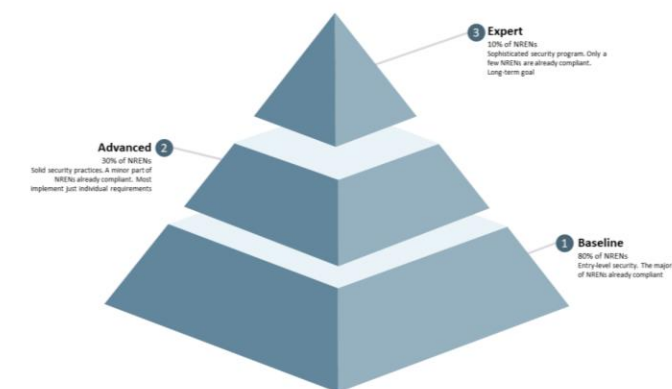 3 Expert
10% of NRENs
Sophisticated security program. Only a
few NRENs are already compliant.
Long-term goal
Advanced 2
30% of NRENs
Solid security practices. A minor part of
NRENs already compliant. Most
implement just individual requirements
1 Baseline
80% of NRENs
Entry-level security. The major
of NRENs already compliant